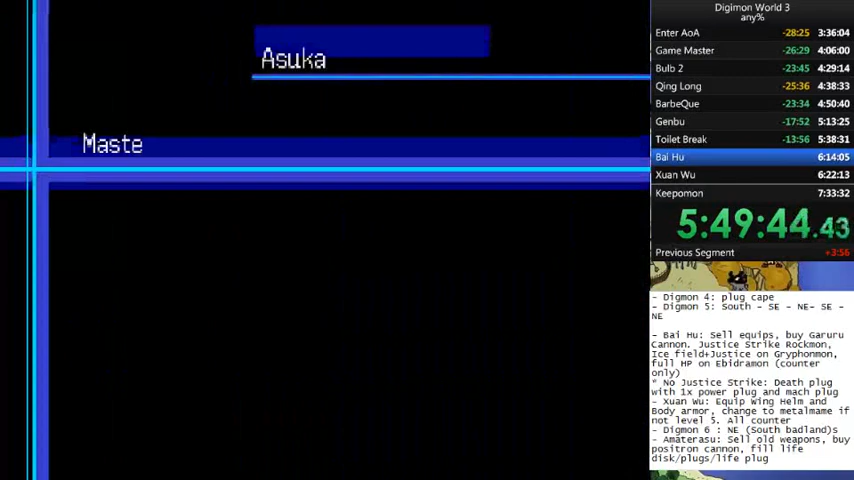 Asuka
Maste
Digimon World 3
any%
Enter AoA -28:25 3:36:04
Game Master -26:29 4:06:00
Bulb 2 -23:45 4:29:14
Qing Long -25:36 4:38:33
BarbeQue -23:34 4:50:40
Genbu -17:52 5:13:25
Toilet Break -13:56 5:38:31
Bai Hu 6:14:05
Xuan Wu 6:22:13
Keepomon 7:33:32
5:49:44.43
Previous Segment +3:56
- Digmon 4: plug cape
- Digmon 5: South - SE - NE- SE -
NE
- Bai Hu: Sell equips, buy Garuru
Cannon. Justice Strike Rockmon,
Ice field+Justice on Gryphonmon,
full HP on Ebidramon (counter
only)
* No Justice Strike: Death plug
with 1x power plug and mach plug
- Xuan Wu: Equip Wing Helm and
Body armor, change to metalmame if
not level 5. All counter
- Digmon 6 : NE (South badland)s
- Amaterasu: Sell old weapons, buy
positron cannon, fill life
disk/plugs/life plug